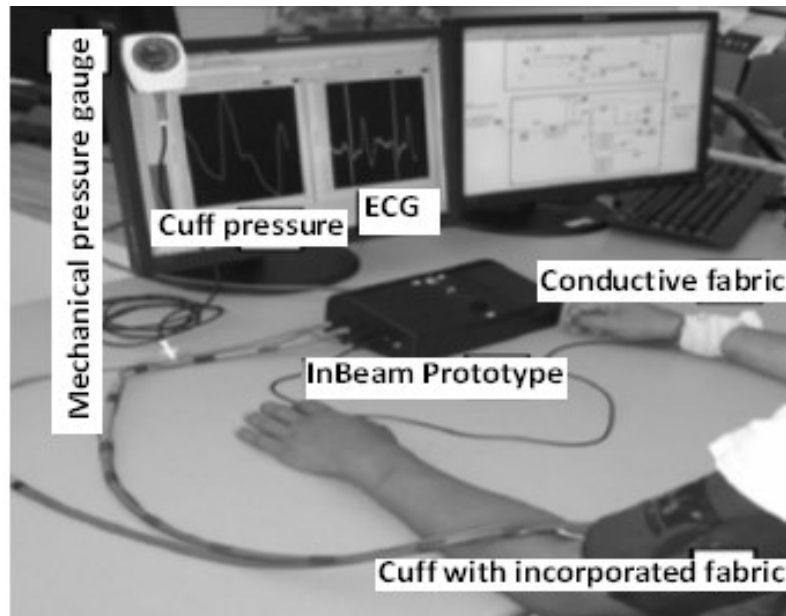 Mechanical pressure gauge
Cuff pressure
ECG
Conductive fabric
InBeam Prototype
Cuff with incorporated fabric